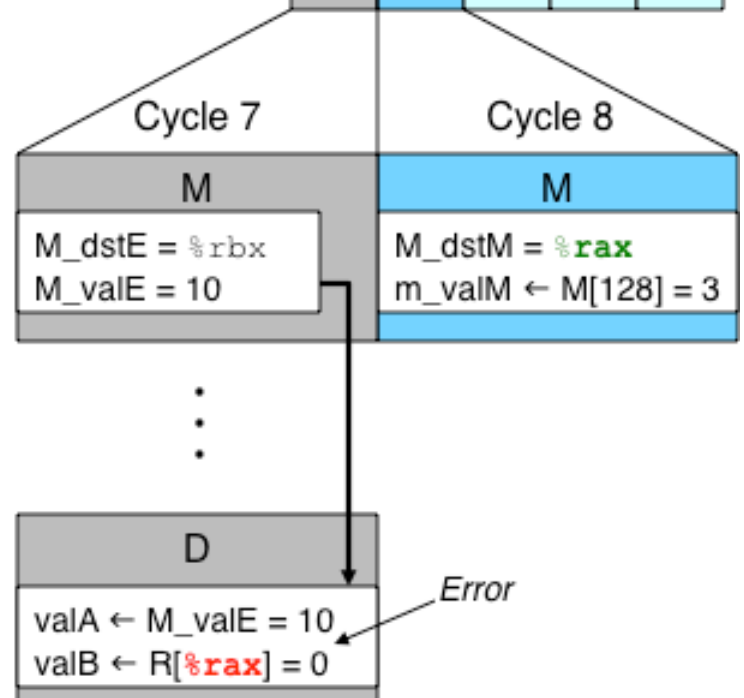 Cycle 7
Cycle 8
M
M
M_dstE = %rbx
M_valE = 10
M_dstM = %rax
m_valM ← M[128] = 3
D
Error
valA ← M_valE = 10
valB ← R[%rax] = 0